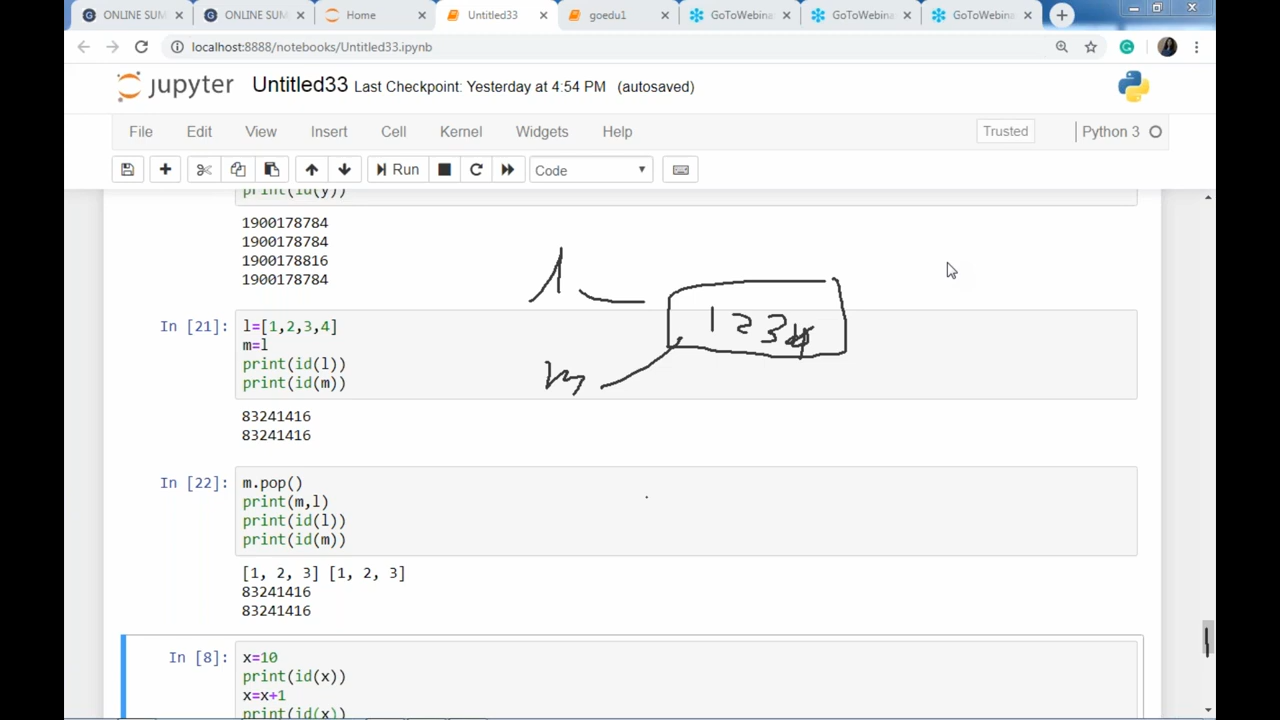 ONLINE SUM
ONLINE SUM
Home
Untitled33
goedu1
GoToWebina
GoToWebina
GoToWebina
localhost:8888/notebooks/Untitled33.ipynb
jupyter Untitled33 Last Checkpoint: Yesterday at 4:54 PM (autosaved)
File Edit View Insert Cell Kernel Widgets Help Trusted Python 3
Run Code
print(id(y))
1900178784
1900178784
1900178816
1900178784
l
1 2 3 4
m
In [21]: l=[1,2,3,4]
m=l
print(id(l))
print(id(m))
83241416
83241416
In [22]: m.pop()
print(m,l)
print(id(l))
print(id(m))
[1, 2, 3] [1, 2, 3]
83241416
83241416
In [8]: x=10
print(id(x))
x=x+1
print(id(x))